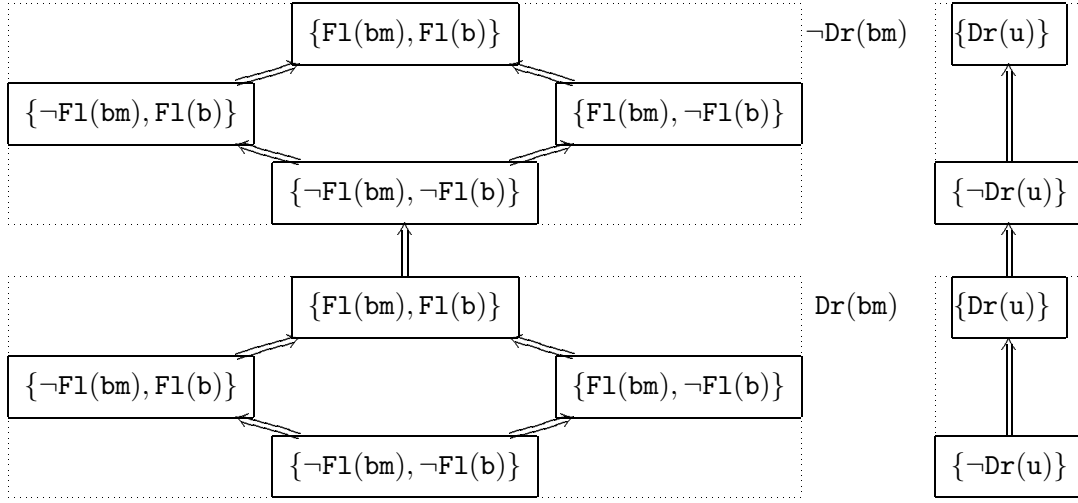 {Fl(bm), Fl(b)} ¬Dr(bm) {Dr(u)}
{¬Fl(bm), Fl(b)} {Fl(bm), ¬Fl(b)}
{¬Fl(bm), ¬Fl(b)} {¬Dr(u)}
{Fl(bm), Fl(b)} Dr(bm) {Dr(u)}
{¬Fl(bm), Fl(b)} {Fl(bm), ¬Fl(b)}
{¬Fl(bm), ¬Fl(b)} {¬Dr(u)}